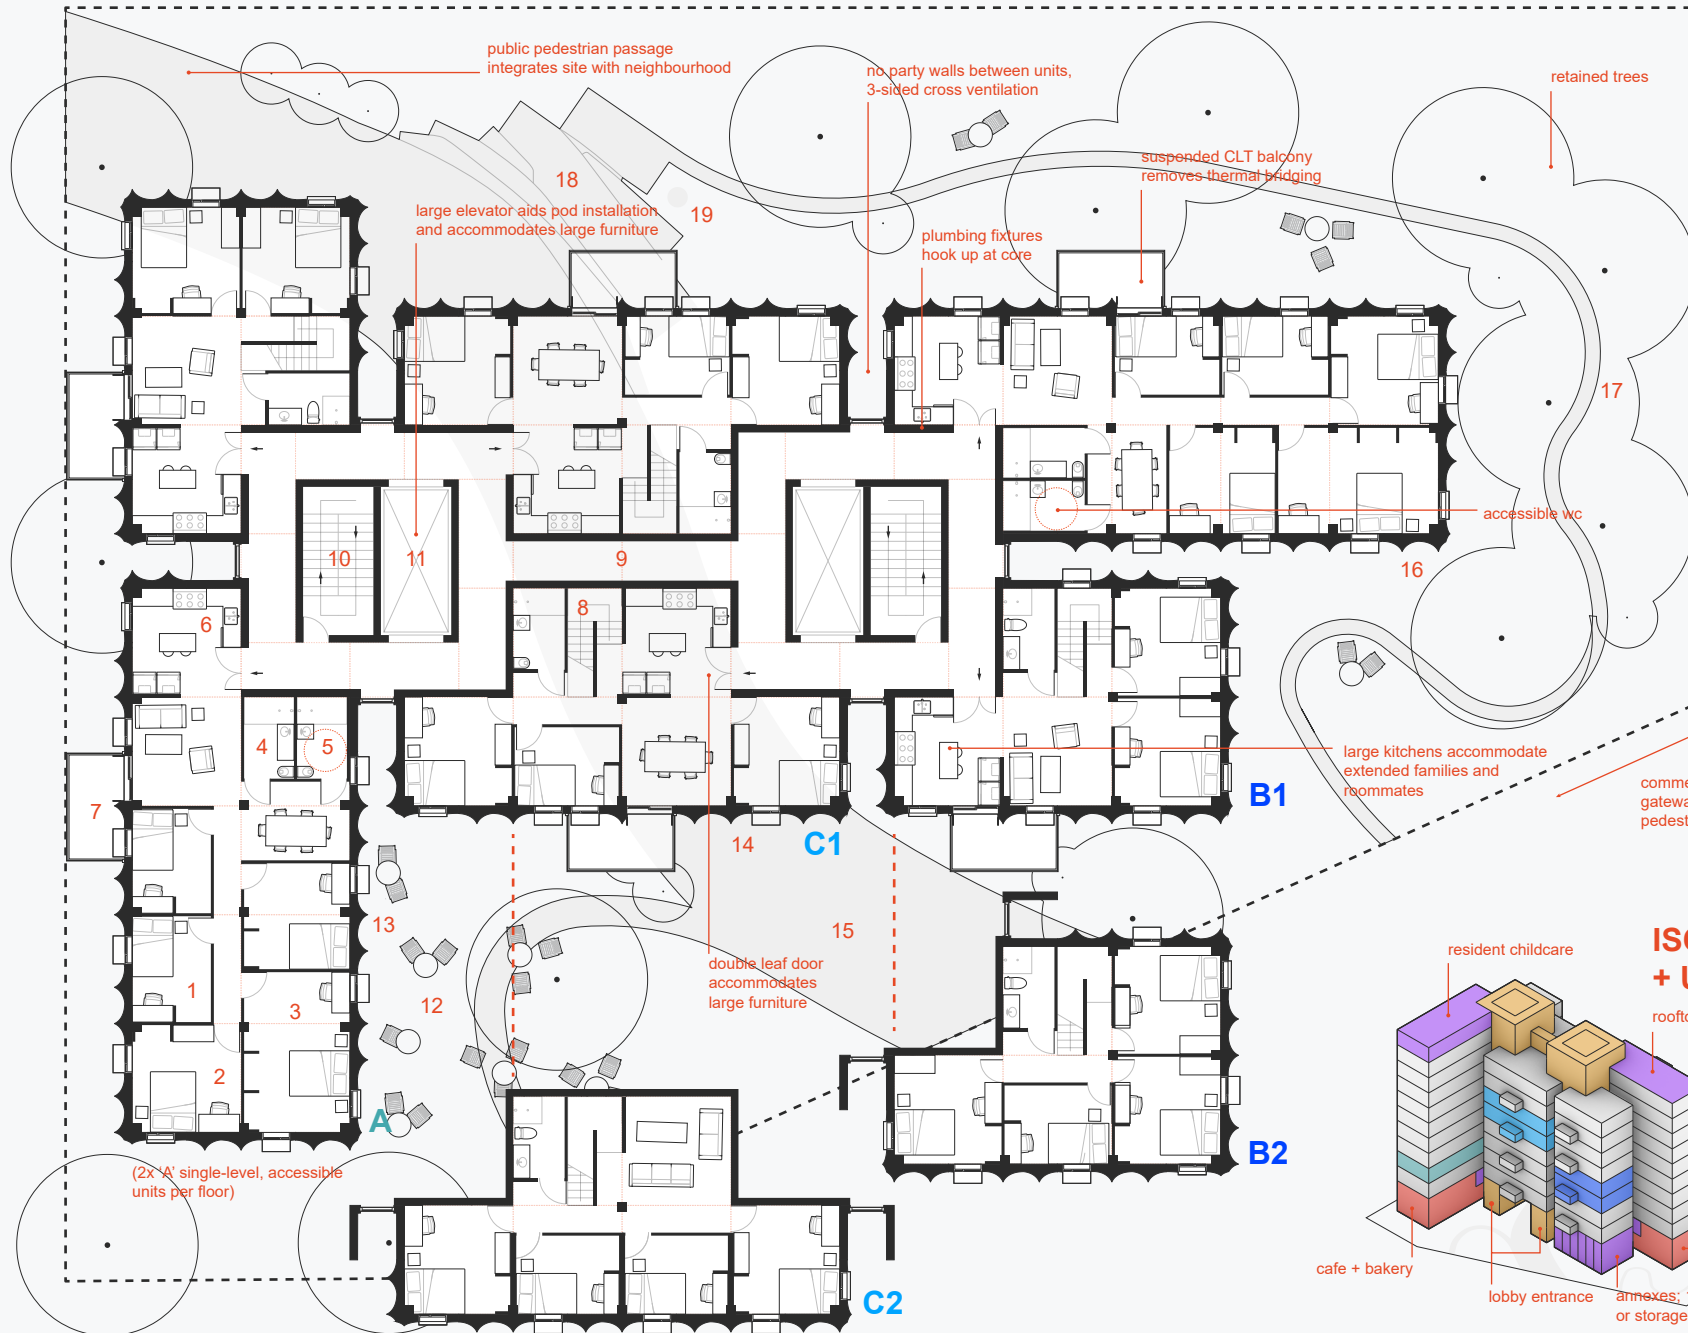 public pedestrian passage
integrates site with neighbourhood
no party walls between units,
3-sided cross ventilation
retained trees
suspended CLT balcony
removes thermal bridging
18
19
large elevator aids pod installation
and accommodates large furniture
plumbing fixtures
hook up at core
17
accessible wc
10
11
9
16
6
8
4
5
7
large kitchens accommodate
extended families and
roommates
B1
14
C1
13
15
12
1
3
2
double leaf door
accommodates
large furniture
A
(2x 'A' single-level, accessible
units per floor)
B2
C2
resident childcare
cafe + bakery
lobby entrance
annexes;
or storage